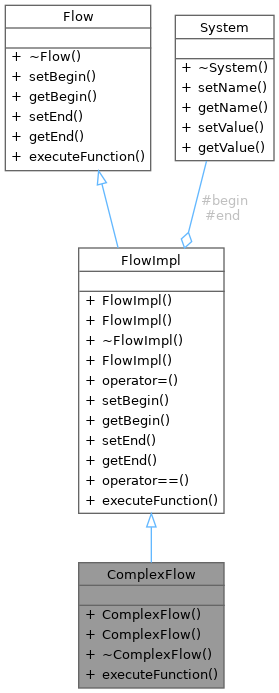 Flow
+ ~Flow()
+ setBegin()
+ getBegin()
+ setEnd()
+ getEnd()
+ executeFunction()
System
+ ~System()
+ setName()
+ getName()
+ setValue()
+ getValue()
#begin
#end
FlowImpl
+ FlowImpl()
+ FlowImpl()
+ ~FlowImpl()
+ FlowImpl()
+ operator=()
+ setBegin()
+ getBegin()
+ setEnd()
+ getEnd()
+ operator==()
+ executeFunction()
ComplexFlow
+ ComplexFlow()
+ ComplexFlow()
+ ~ComplexFlow()
+ executeFunction()